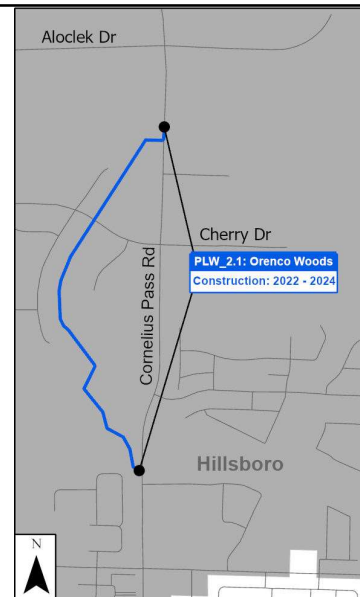 Aloclek Dr
Cherry Dr
PLW_2.1: Orenco Woods
Construction: 2022 - 2024
Cornelius Pass Rd
Hillsboro
N